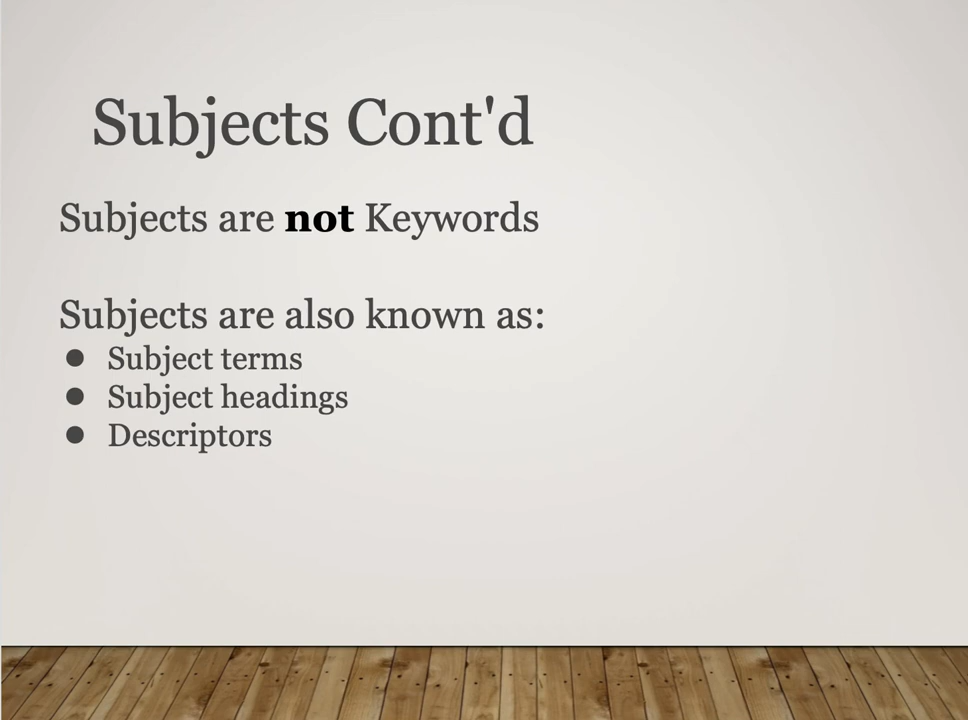 Subjects Cont'd
Subjects are not Keywords
Subjects are also known as:
● Subject terms
● Subject headings
● Descriptors